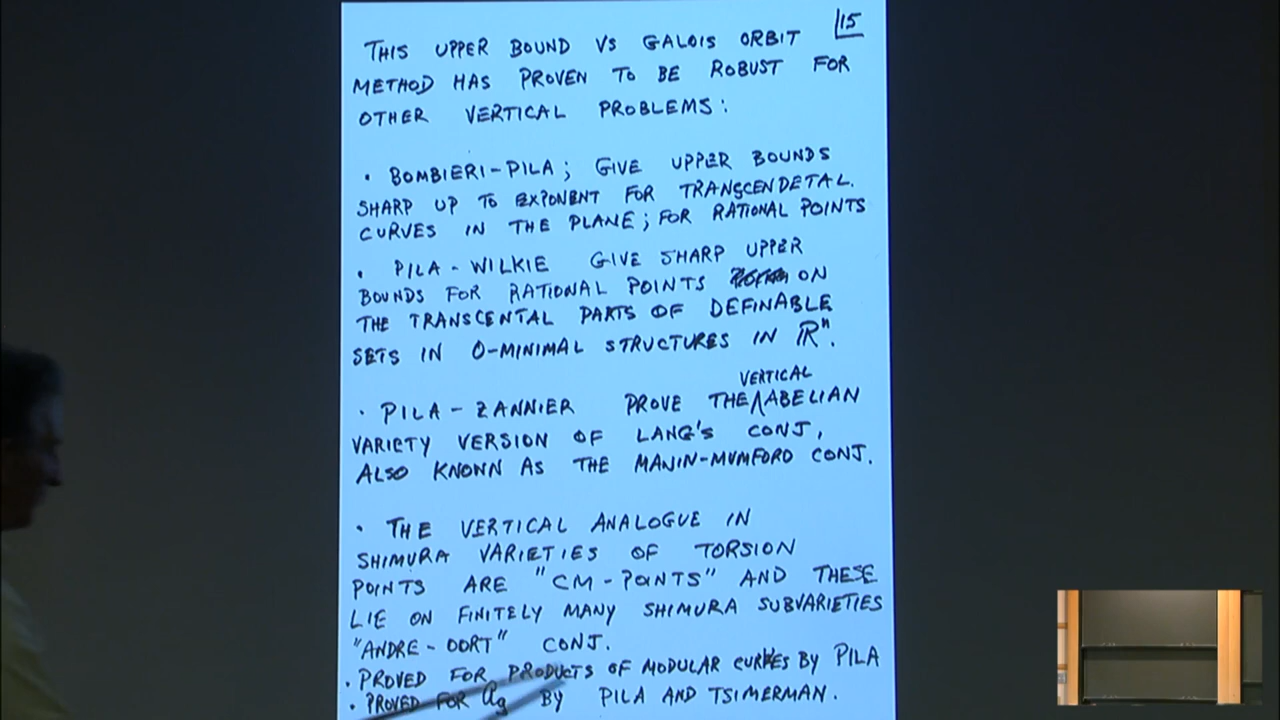 15
THIS UPPER BOUND VS GALOIS ORBIT
METHOD HAS PROVEN TO BE ROBUST FOR
OTHER VERTICAL PROBLEMS:
• BOMBIERI-PILA; GIVE UPPER BOUNDS
SHARP UP TO EXPONENT FOR TRANSCENDETAL.
CURVES IN THE PLANE; FOR RATIONAL POINTS
• PILA-WILKIE GIVE SHARP UPPER
BOUNDS FOR RATIONAL POINTS ON
THE TRANSCENTAL PARTS OF DEFINABLE
SETS IN O-MINIMAL STRUCTURES IN ℝⁿ.
VERTICAL
• PILA-ZANNIER PROVE THE ABELIAN
VARIETY VERSION OF LANG'S CONJ,
ALSO KNOWN AS THE MANIN-MUMFORD CONJ.
• THE VERTICAL ANALOGUE IN
SHIMURA VARIETIES OF TORSION
POINTS ARE "CM-POINTS" AND THESE
LIE ON FINITELY MANY SHIMURA SUBVARIETIES
"ANDRE-OORT" CONJ.
• PROVED FOR PRODUCTS OF MODULAR CURVES BY PILA
• PROVED FOR 𝒜g BY PILA AND TSIMERMAN.